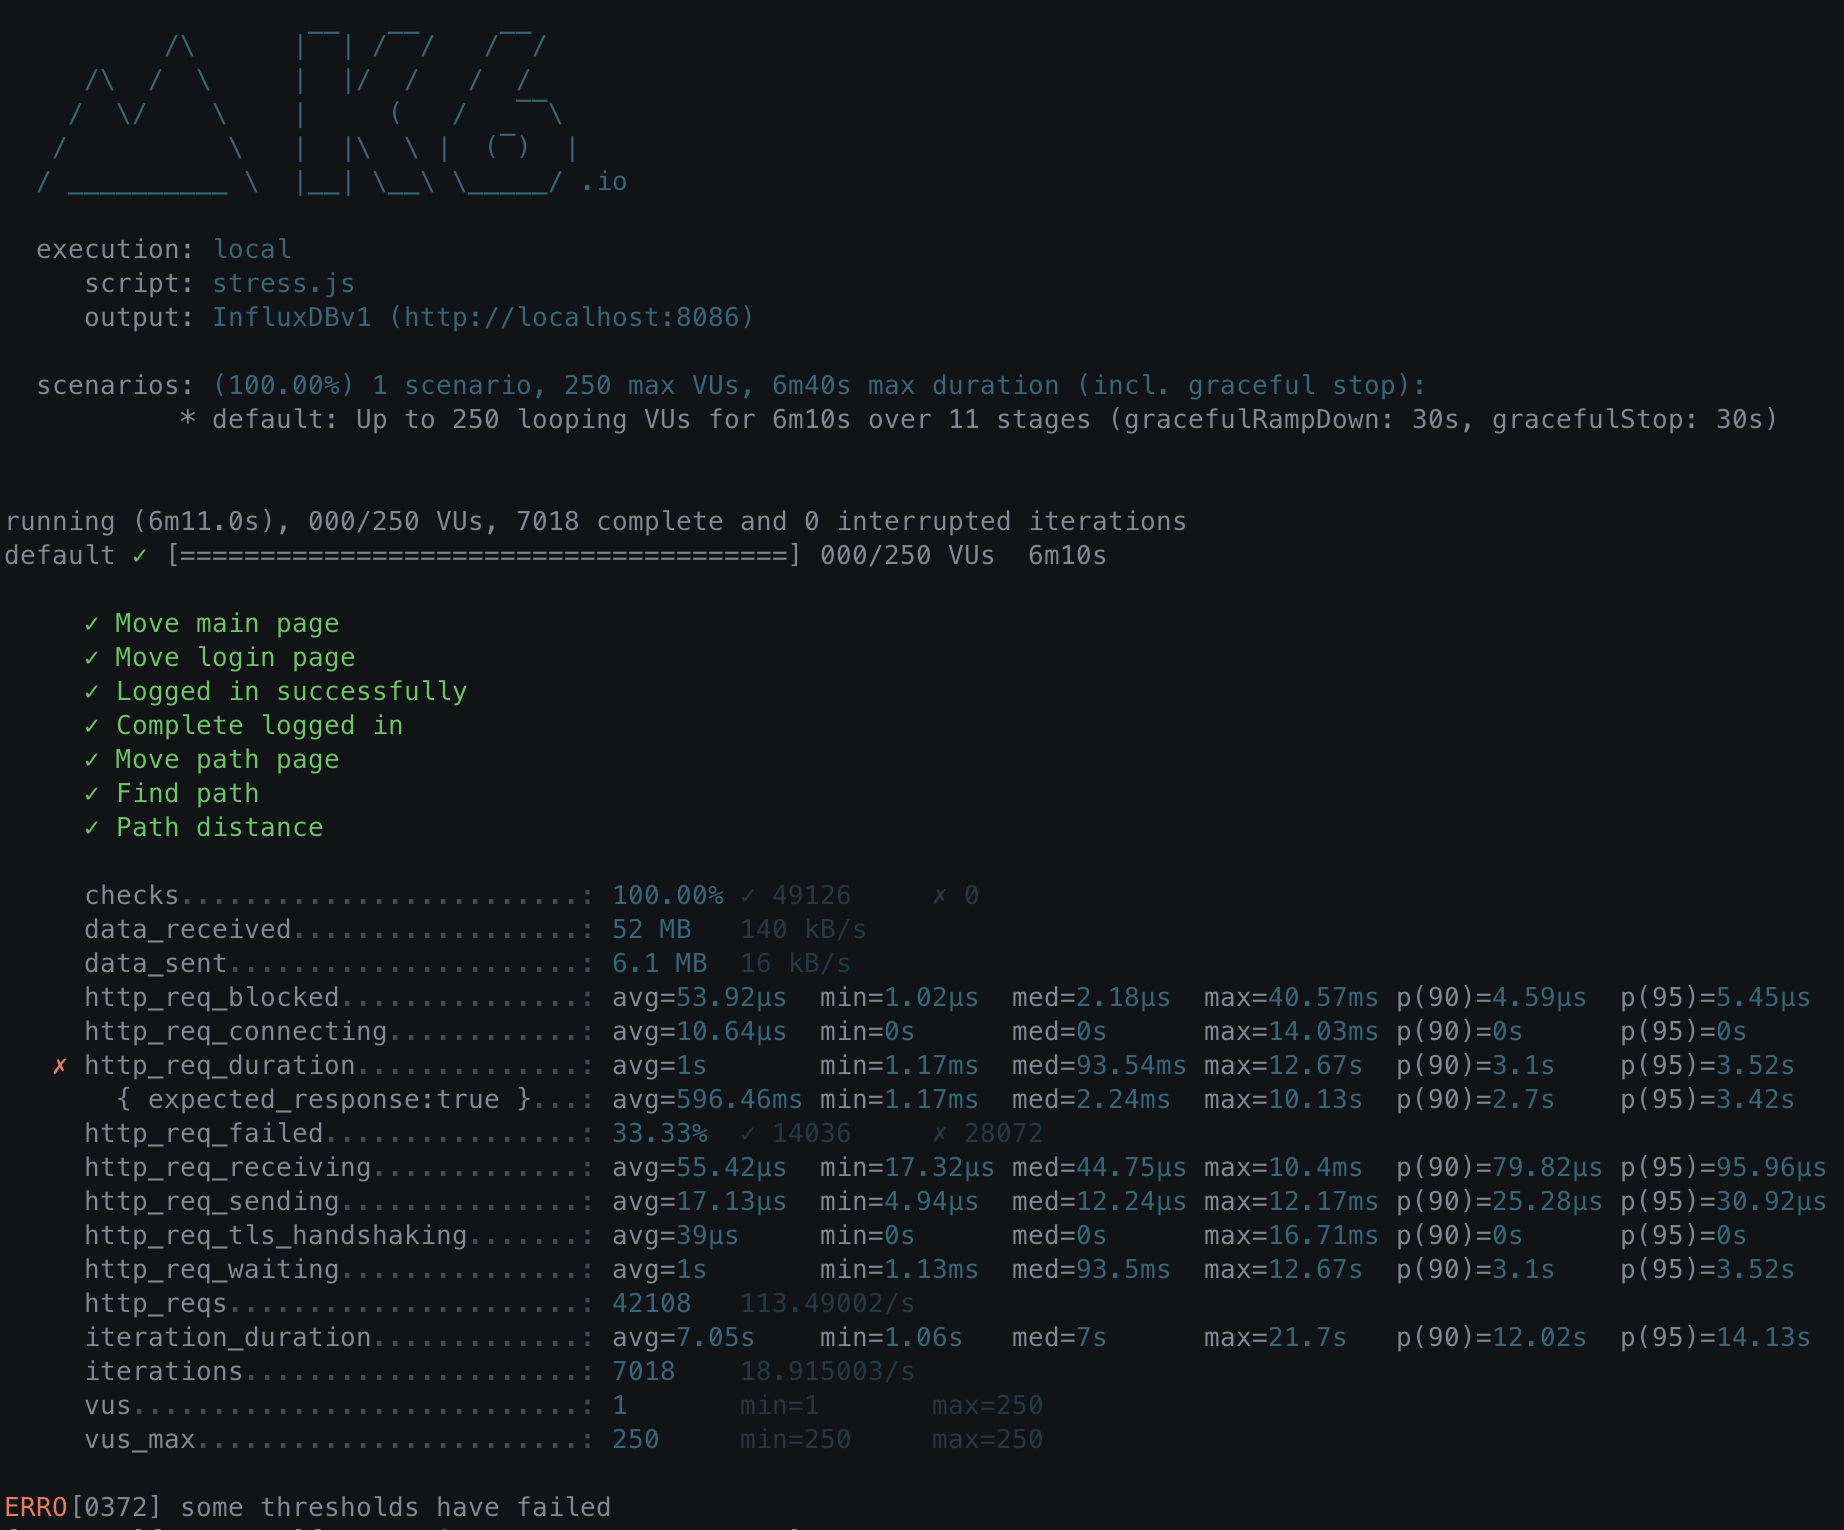 /\      |‾‾| /‾‾/   /‾‾/
     /\  /  \     |  |/  /   /  /
    /  \/    \    |     (   /   ‾‾\
   /          \   |  |\  \ |  (‾)  |
  / __________ \  |__| \__\ \_____/ .io
execution: local
script: stress.js
output: InfluxDBv1 (http://localhost:8086)
scenarios: (100.00%) 1 scenario, 250 max VUs, 6m40s max duration (incl. graceful stop):
* default: Up to 250 looping VUs for 6m10s over 11 stages (gracefulRampDown: 30s, gracefulStop: 30s)
running (6m11.0s), 000/250 VUs, 7018 complete and 0 interrupted iterations
default ✓ [======================================] 000/250 VUs  6m10s
✓ Move main page
✓ Move login page
✓ Logged in successfully
✓ Complete logged in
✓ Move path page
✓ Find path
✓ Path distance
checks.........................: 100.00% ✓ 49126     ✗ 0
data_received..................: 52 MB   140 kB/s
data_sent......................: 6.1 MB  16 kB/s
http_req_blocked...............: avg=53.92µs  min=1.02µs  med=2.18µs  max=40.57ms p(90)=4.59µs  p(95)=5.45µs
http_req_connecting............: avg=10.64µs  min=0s      med=0s      max=14.03ms p(90)=0s      p(95)=0s
✗ http_req_duration..............: avg=1s       min=1.17ms  med=93.54ms max=12.67s  p(90)=3.1s    p(95)=3.52s
{ expected_response:true }...: avg=596.46ms min=1.17ms  med=2.24ms  max=10.13s  p(90)=2.7s    p(95)=3.42s
http_req_failed................: 33.33%  ✓ 14036     ✗ 28072
http_req_receiving.............: avg=55.42µs  min=17.32µs med=44.75µs max=10.4ms  p(90)=79.82µs p(95)=95.96µs
http_req_sending...............: avg=17.13µs  min=4.94µs  med=12.24µs max=12.17ms p(90)=25.28µs p(95)=30.92µs
http_req_tls_handshaking.......: avg=39µs     min=0s      med=0s      max=16.71ms p(90)=0s      p(95)=0s
http_req_waiting...............: avg=1s       min=1.13ms  med=93.5ms  max=12.67s  p(90)=3.1s    p(95)=3.52s
http_reqs......................: 42108   113.49002/s
iteration_duration.............: avg=7.05s    min=1.06s   med=7s      max=21.7s   p(90)=12.02s  p(95)=14.13s
iterations.....................: 7018    18.915003/s
vus............................: 1       min=1       max=250
vus_max........................: 250     min=250     max=250
ERRO[0372] some thresholds have failed